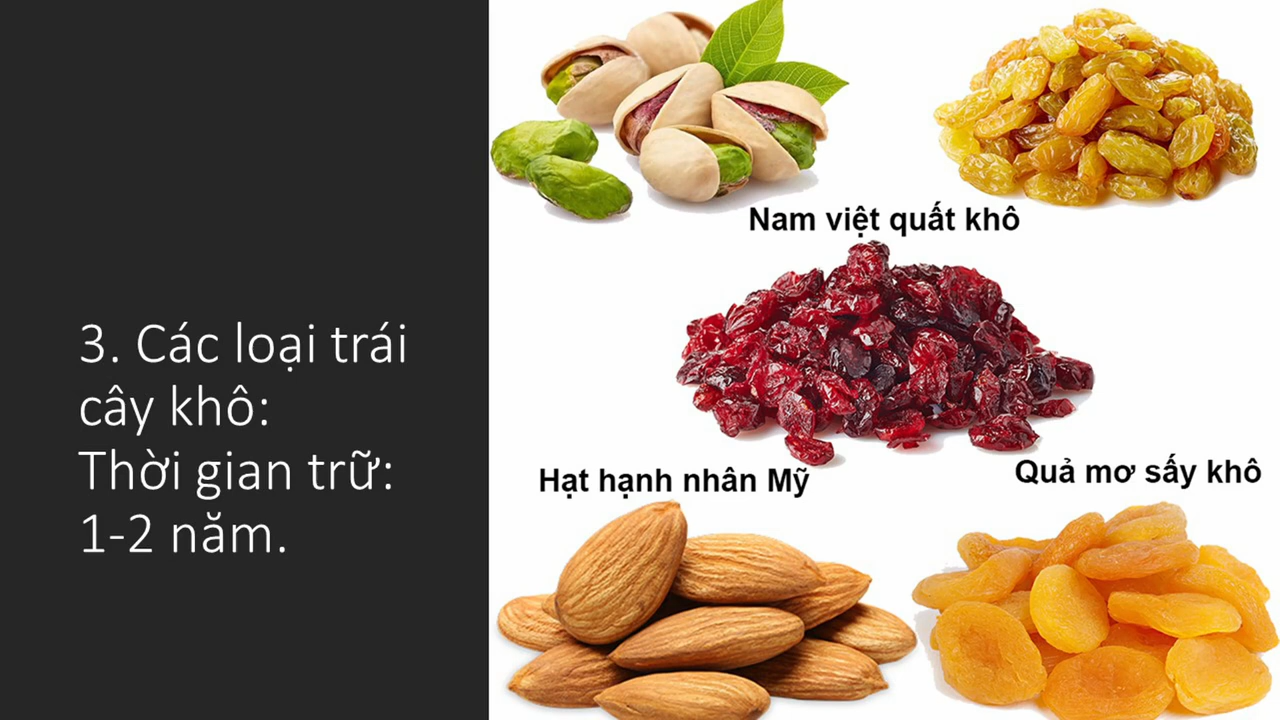 3. Các loại trái
cây khô:
Thời gian trữ:
1-2 năm.
Nam việt quất khô
Hạt hạnh nhân Mỹ
Quả mơ sấy khô